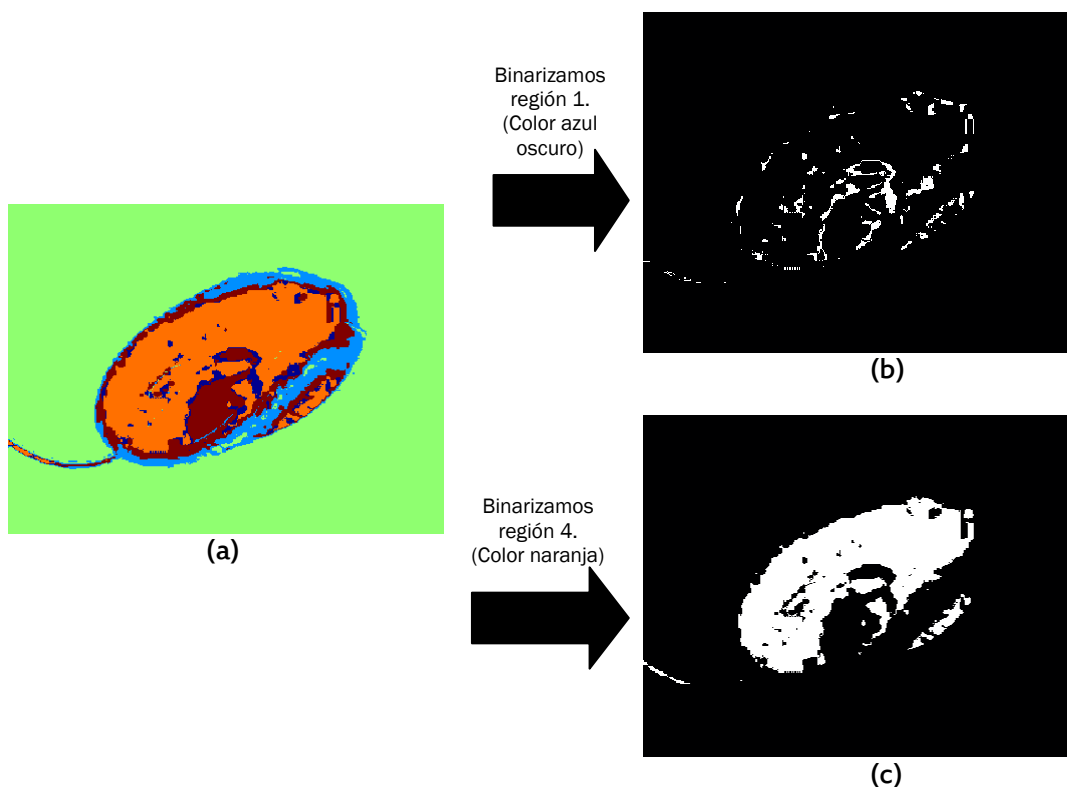 Binarizamos
región 1.
(Color azul
oscuro)
(b)
(a)
Binarizamos
región 4.
(Color naranja)
(c)